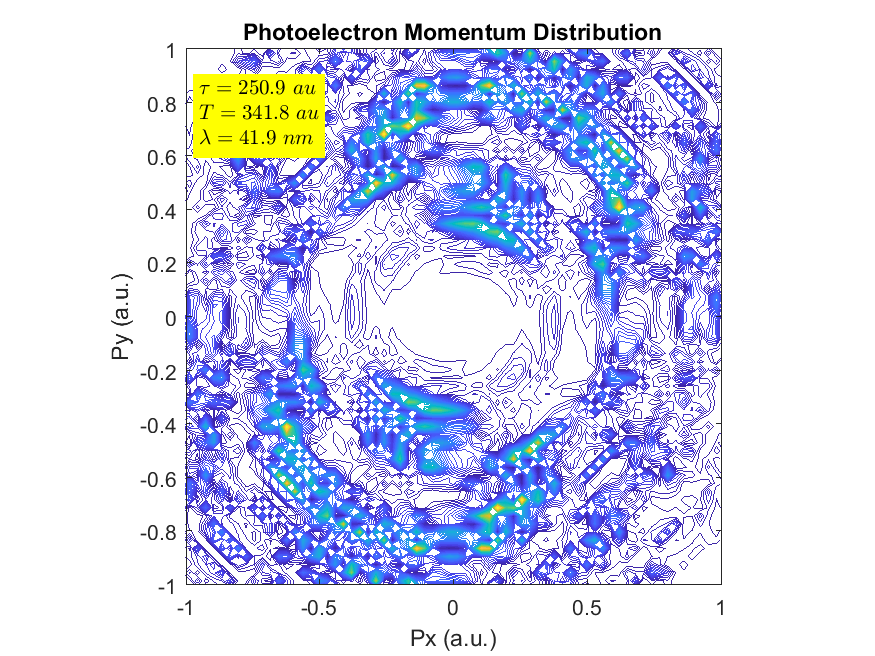 Photoelectron Momentum Distribution
τ = 250.9 au
T = 341.8 au
λ = 41.9 nm
1
0.8
0.6
0.4
0.2
0
-0.2
-0.4
-0.6
-0.8
-1
Py (a.u.)
-1 -0.5 0 0.5 1
Px (a.u.)